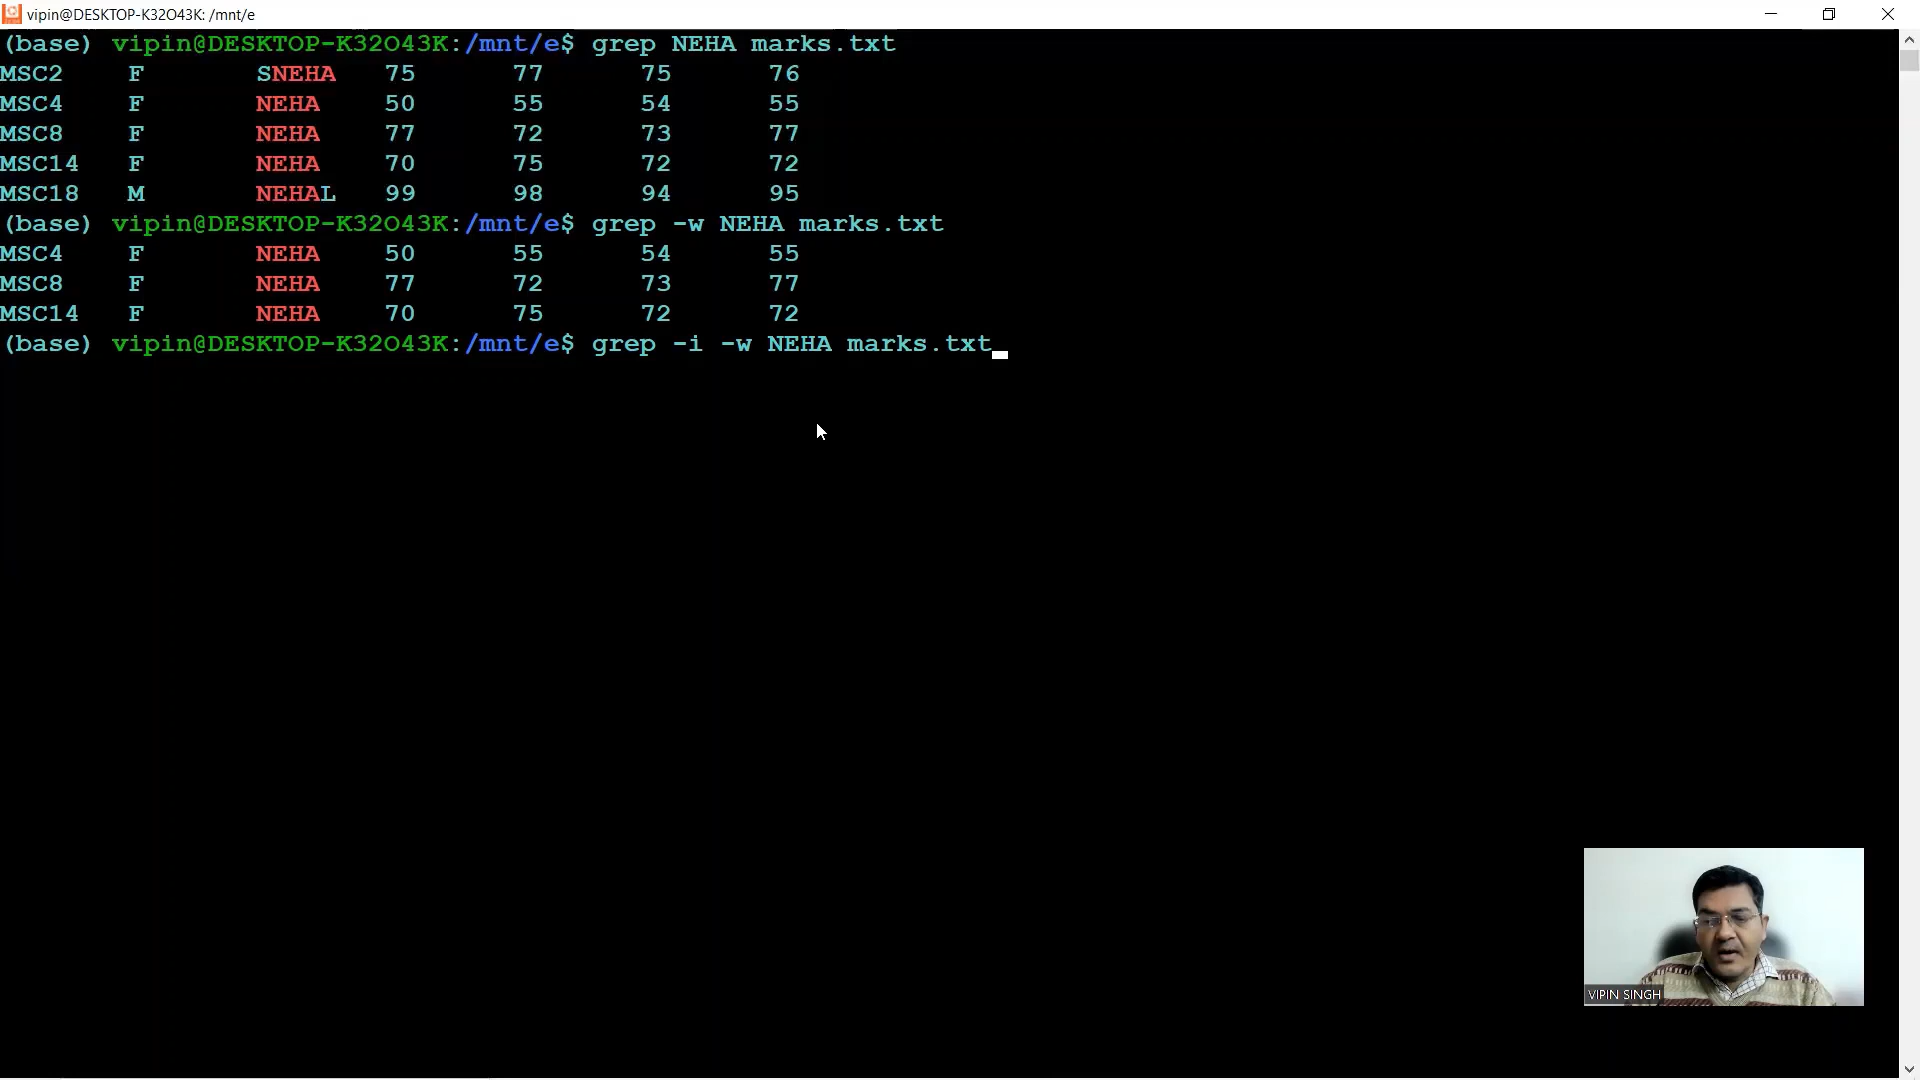 vipin@DESKTOP-K32O43K: /mnt/e
(base) vipin@DESKTOP-K32O43K:/mnt/e$ grep NEHA marks.txt
MSC2 F SNEHA 75 77 75 76
MSC4 F NEHA 50 55 54 55
MSC8 F NEHA 77 72 73 77
MSC14 F NEHA 70 75 72 72
MSC18 M NEHAL 99 98 94 95
(base) vipin@DESKTOP-K32O43K:/mnt/e$ grep -w NEHA marks.txt
MSC4 F NEHA 50 55 54 55
MSC8 F NEHA 77 72 73 77
MSC14 F NEHA 70 75 72 72
(base) vipin@DESKTOP-K32O43K:/mnt/e$ grep -i -w NEHA marks.txt
VIPIN SINGH